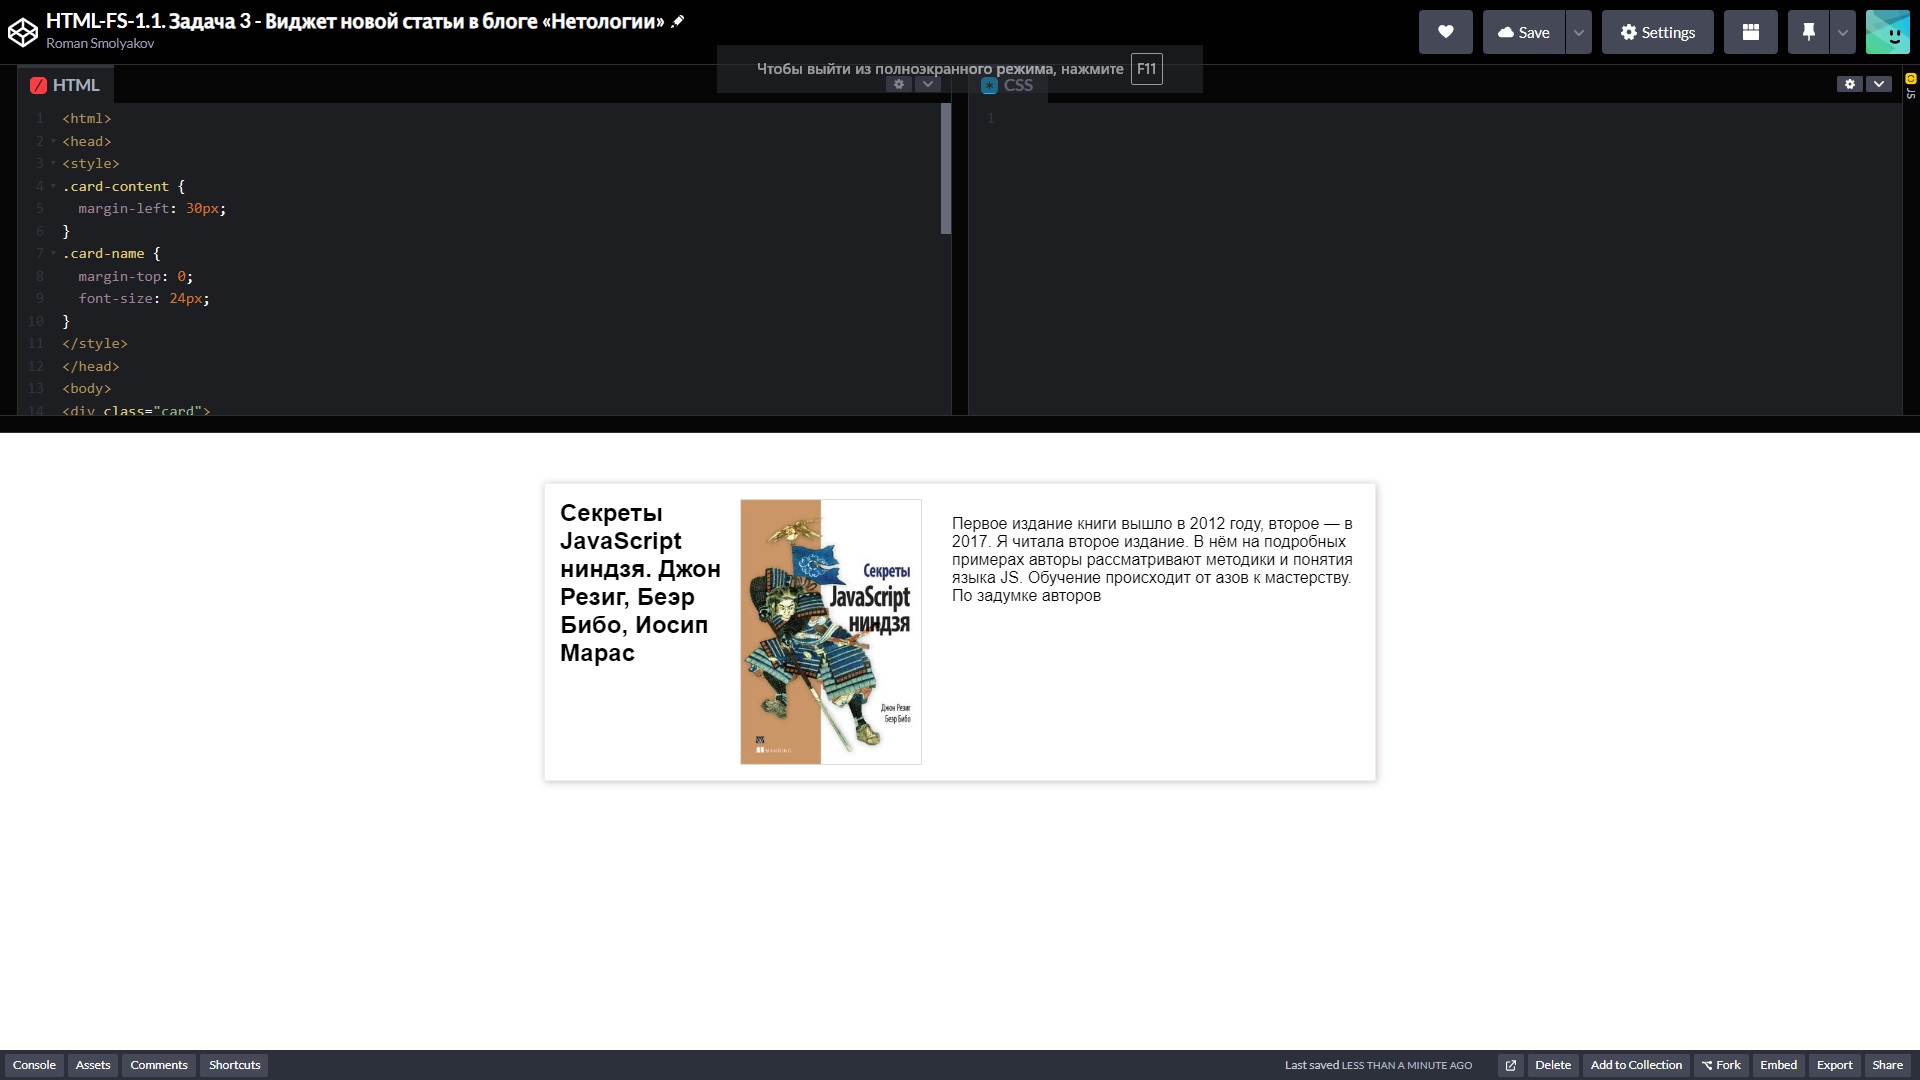 HTML-FS-1.1. Задача 3 - Виджет новой статьи в блоге «Нетологии»
Roman Smolyakov
Save
Settings
Чтобы выйти из полноэкранного режима, нажмите F11
HTML
CSS
JS
1 <html>
2 <head>
3 <style>
4 .card-content {
5 margin-left: 30px;
6 }
7 .card-name {
8 margin-top: 0;
9 font-size: 24px;
10 }
11 </style>
12 </head>
13 <body>
14 <div class="card">
1
Секреты
JavaScript
ниндзя. Джон
Резиг, Беэр
Бибо, Иосип
Марас
Секреты
JavaScript
ниндзя
Джон Резиг
Беэр Бибо
MANNING
Первое издание книги вышло в 2012 году, второе — в
2017. Я читала второе издание. В нём на подробных
примерах авторы рассматривают методики и понятия
языка JS. Обучение происходит от азов к мастерству.
По задумке авторов
Console
Assets
Comments
Shortcuts
Last saved LESS THAN A MINUTE AGO
Delete
Add to Collection
Fork
Embed
Export
Share